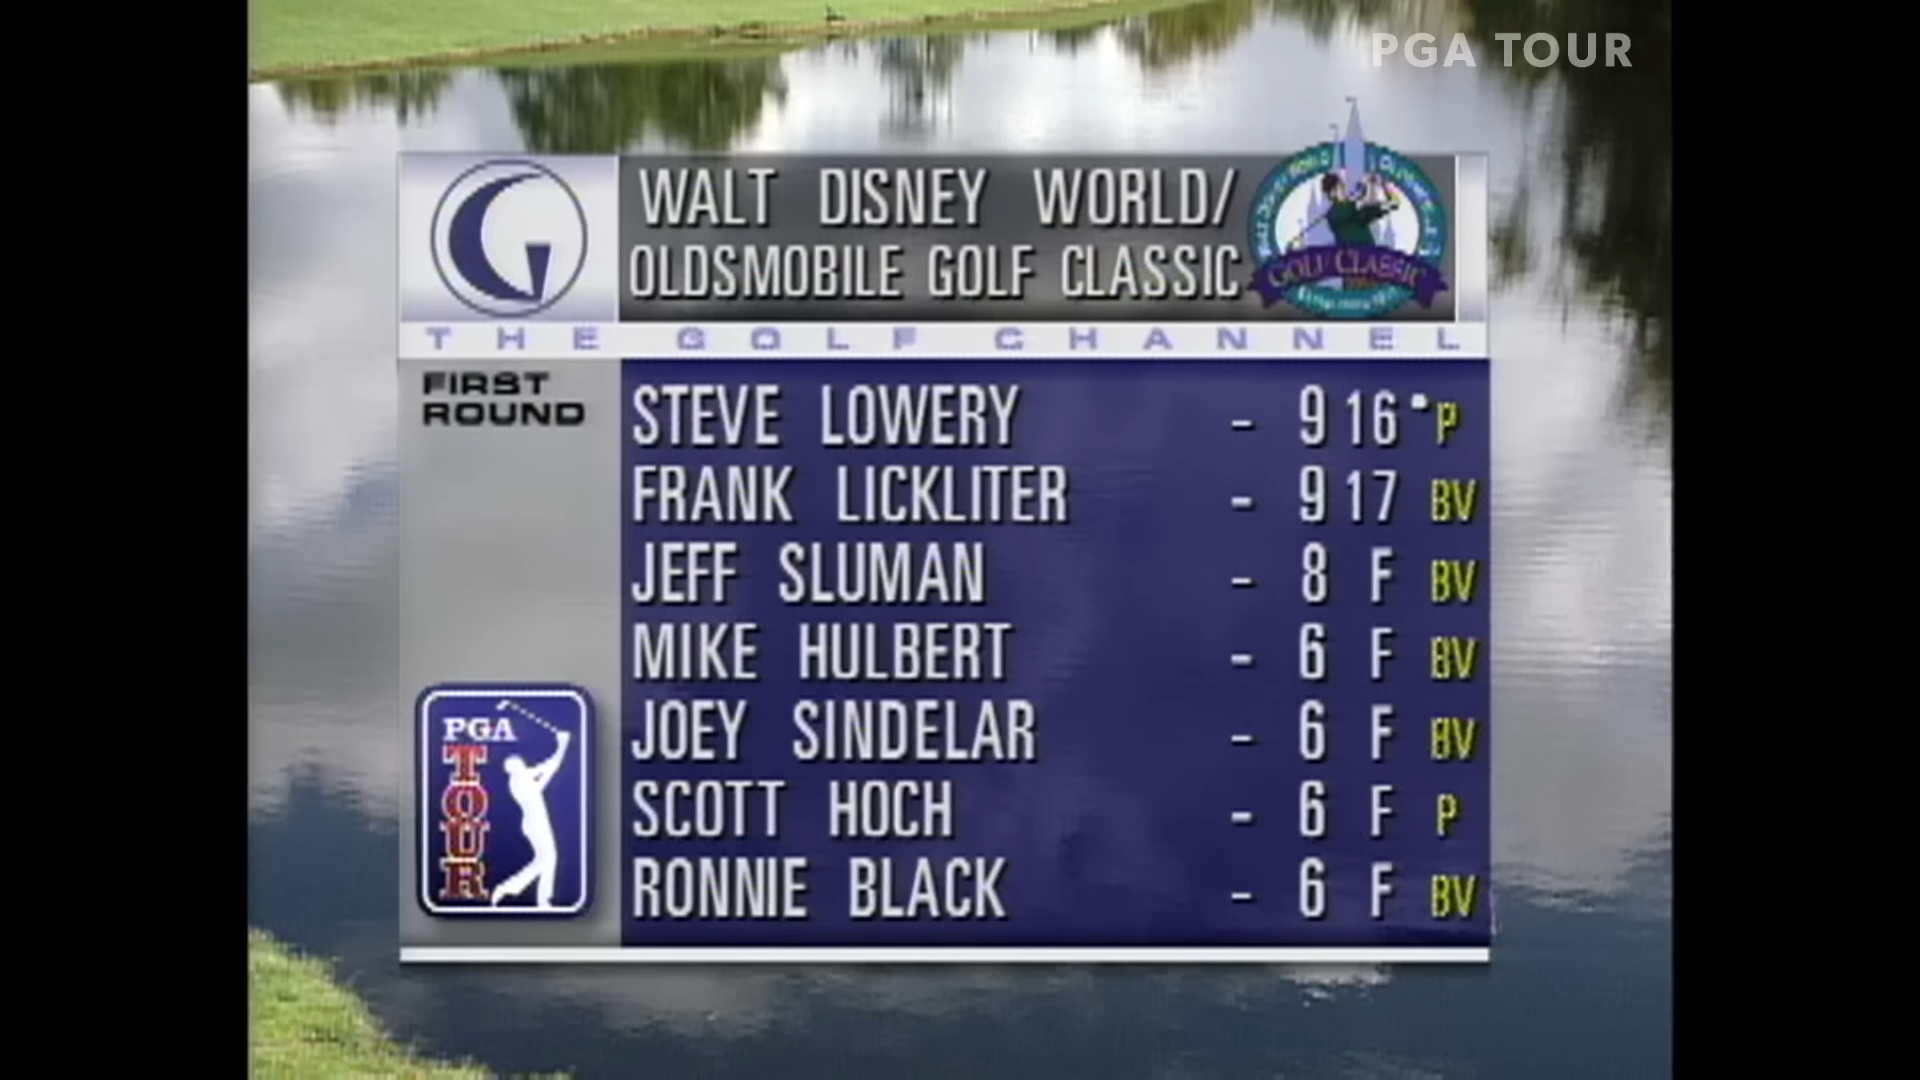 PGA TOUR
WALT DISNEY WORLD/
OLDSMOBILE GOLF CLASSIC
GOLF CLASSIC
THE GOLF CHANNEL
FIRST
ROUND
STEVE LOWERY - 9 16 • P
FRANK LICKLITER - 9 17 BV
JEFF SLUMAN - 8 F BV
MIKE HULBERT - 6 F BV
JOEY SINDELAR - 6 F BV
SCOTT HOCH - 6 F P
RONNIE BLACK - 6 F BV
PGA
TOUR